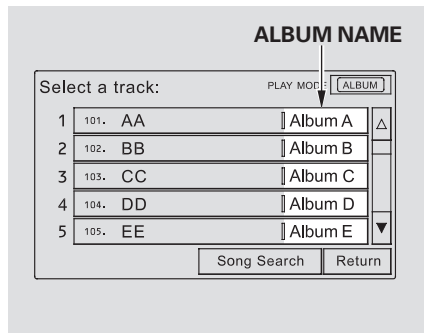 ALBUM NAME
Select a track: PLAY MODE ALBUM
1 101. AA Album A
2 102. BB Album B
3 103. CC Album C
4 104. DD Album D
5 105. EE Album E
Song Search Return